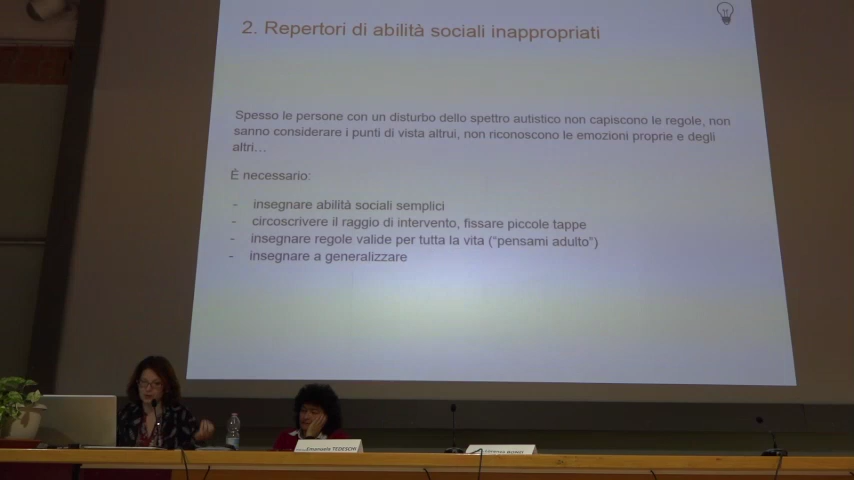 2. Repertori di abilità sociali inappropriati
Spesso le persone con un disturbo dello spettro autistico non capiscono le regole, non
sanno considerare i punti di vista altrui, non riconoscono le emozioni proprie e degli
altri…
È necessario:
- insegnare abilità sociali semplici
- circoscrivere il raggio di intervento, fissare piccole tappe
- insegnare regole valide per tutta la vita (“pensami adulto”)
- insegnare a generalizzare
Emanuela TEDESCHI